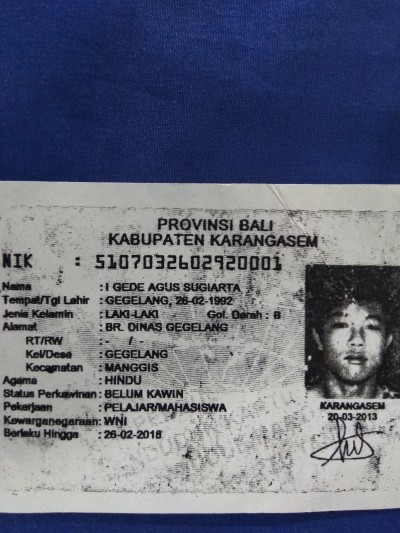 PROVINSI BALI
KABUPATEN KARANGASEM
NIK : 5107032602920001
Nama : I GEDE AGUS SUGIARTA
Tempat/Tgl Lahir : GEGELANG, 26-02-1992
Jenis Kelamin : LAKI-LAKI Gol. Darah : B
Alamat : BR. DINAS GEGELANG
RT/RW : - / -
Kel/Desa : GEGELANG
Kecamatan : MANGGIS
Agama : HINDU
Status Perkawinan : BELUM KAWIN
Pekerjaan : PELAJAR/MAHASISWA
Kewarganegaraan : WNI
Berlaku Hingga : 26-02-2018
KARANGASEM
20-03-2013